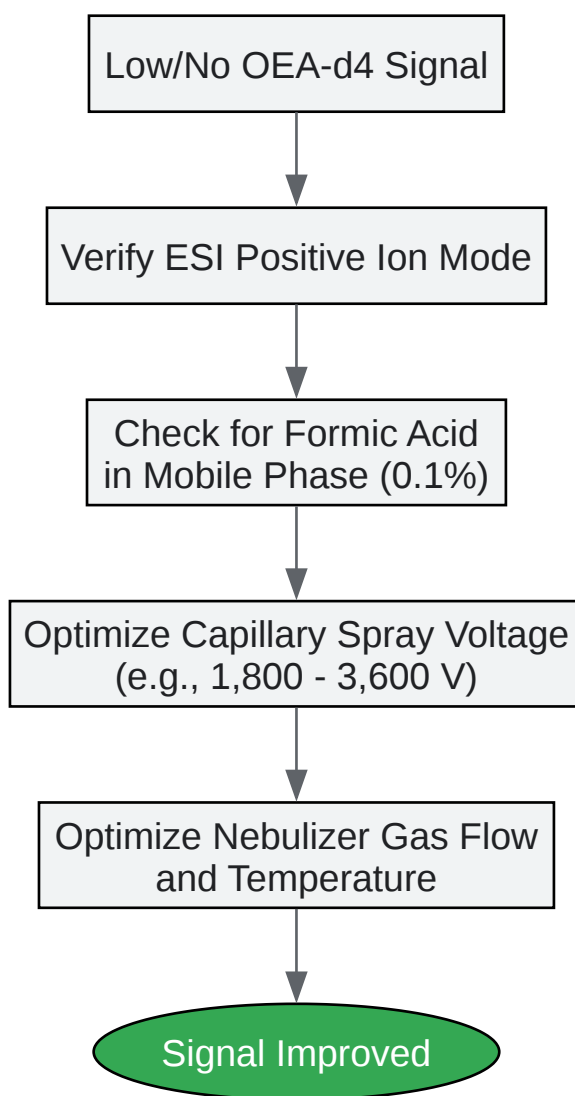 Low/No OEA-d4 Signal
Verify ESI Positive Ion Mode
Check for Formic Acid
in Mobile Phase (0.1%)
Optimize Capillary Spray Voltage
(e.g., 1,800 - 3,600 V)
Optimize Nebulizer Gas Flow
and Temperature
Signal Improved